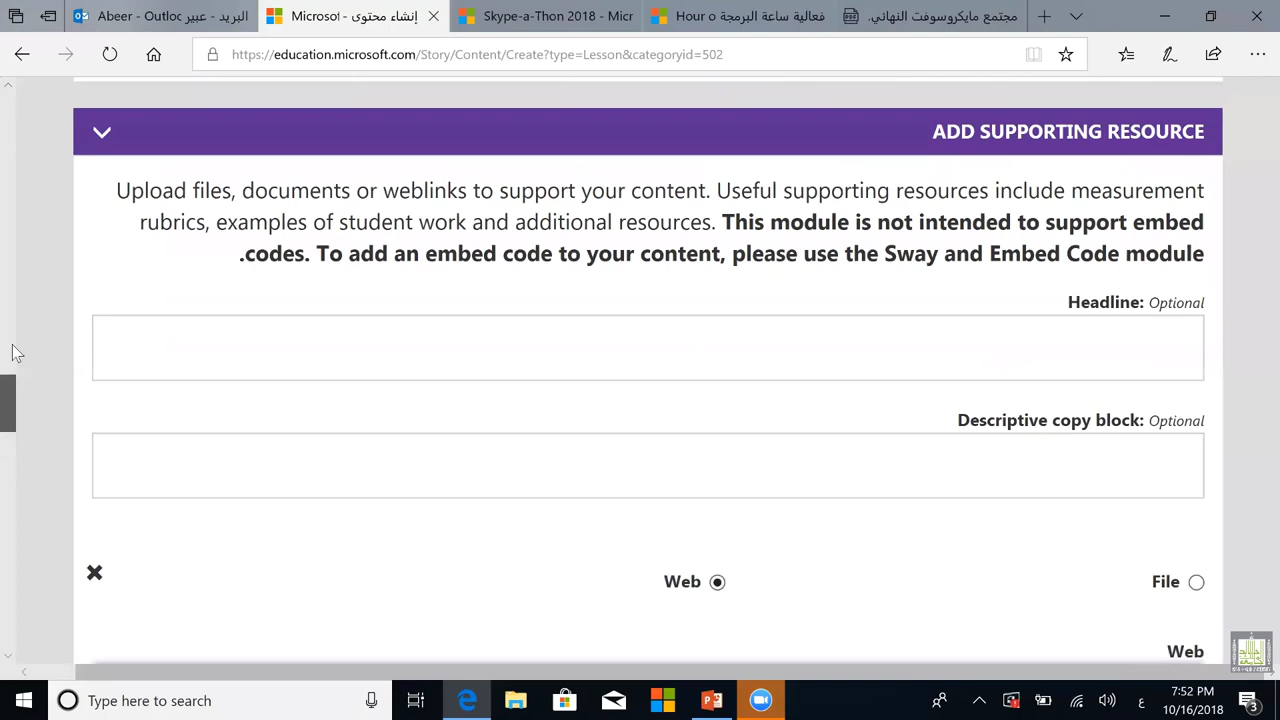 Abeer - Outlook البريد - عبير
Microsoft - إنشاء محتوى
Skype-a-Thon 2018 - Micr
Hour o فعالية ساعة البرمجة
مجتمع مايكروسوفت النهائي.
https://education.microsoft.com/Story/Content/Create?type=Lesson&categoryid=502
ADD SUPPORTING RESOURCE
Upload files, documents or weblinks to support your content. Useful supporting resources include measurement
rubrics, examples of student work and additional resources. This module is not intended to support embed
.codes. To add an embed code to your content, please use the Sway and Embed Code module
Headline: Optional
Descriptive copy block: Optional
Web
File
Web
Type here to search
ع
7:52 PM
10/16/2018
3